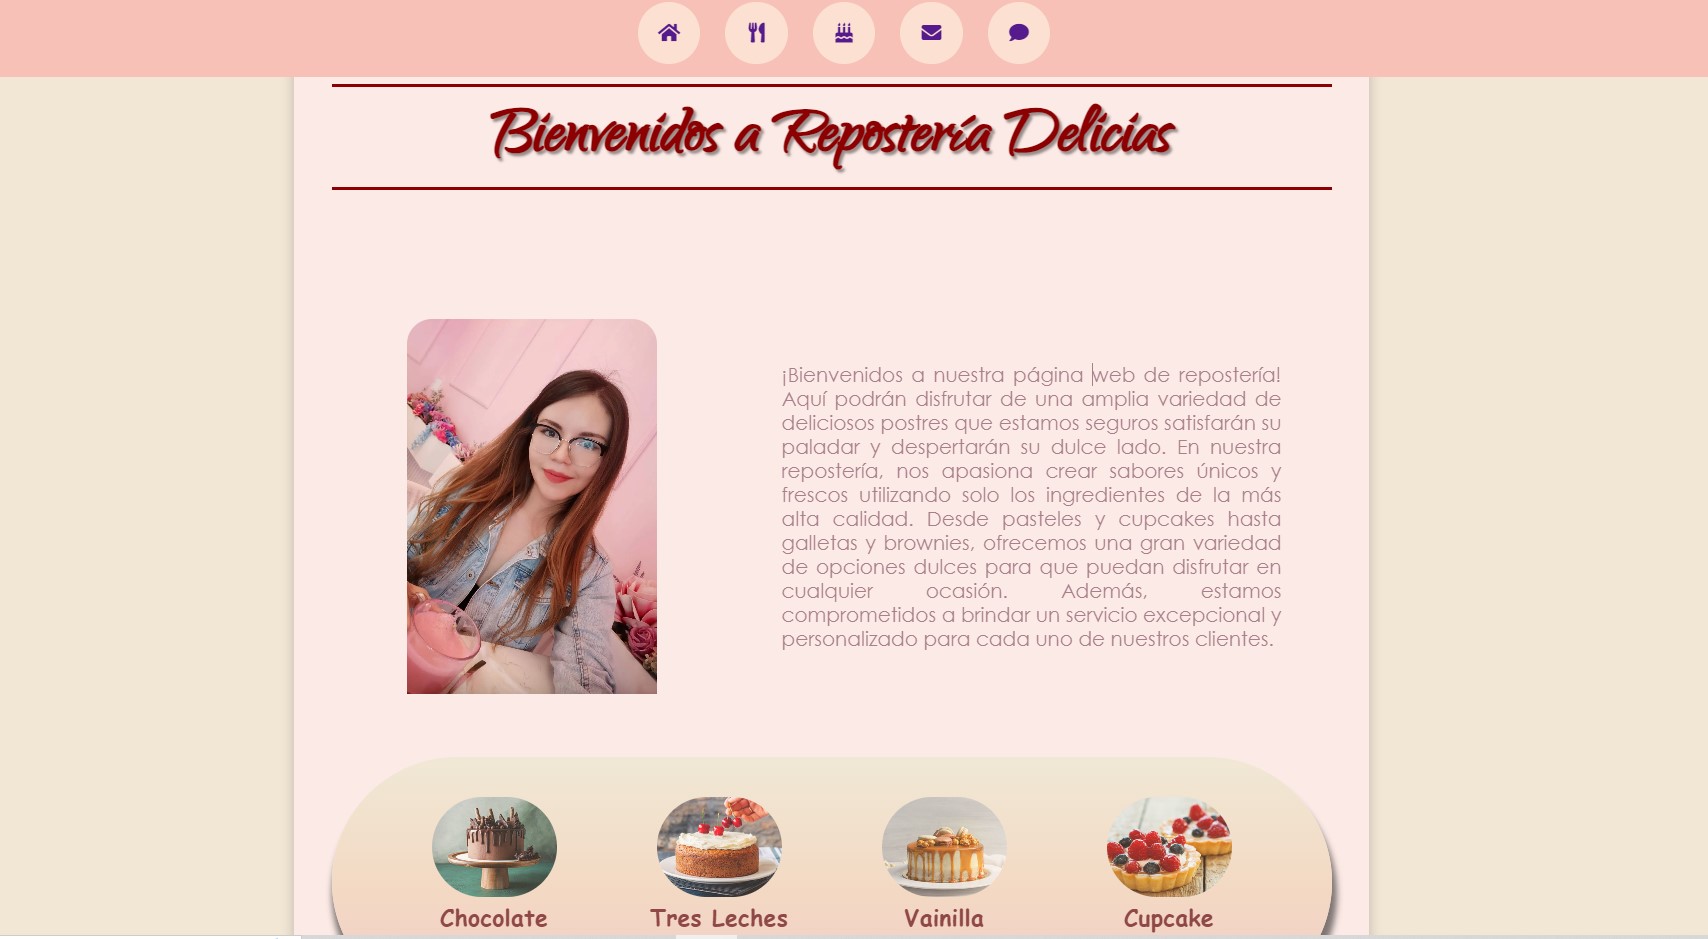 Bienvenidos a Repostería Delicias
¡Bienvenidos a nuestra página web de repostería!
Aquí podrán disfrutar de una amplia variedad de
deliciosos postres que estamos seguros satisfarán su
paladar y despertarán su dulce lado. En nuestra
repostería, nos apasiona crear sabores únicos y
frescos utilizando solo los ingredientes de la más
alta calidad. Desde pasteles y cupcakes hasta
galletas y brownies, ofrecemos una gran variedad
de opciones dulces para que puedan disfrutar en
cualquier ocasión. Además, estamos
comprometidos a brindar un servicio excepcional y
personalizado para cada uno de nuestros clientes.
Chocolate
Tres Leches
Vainilla
Cupcake